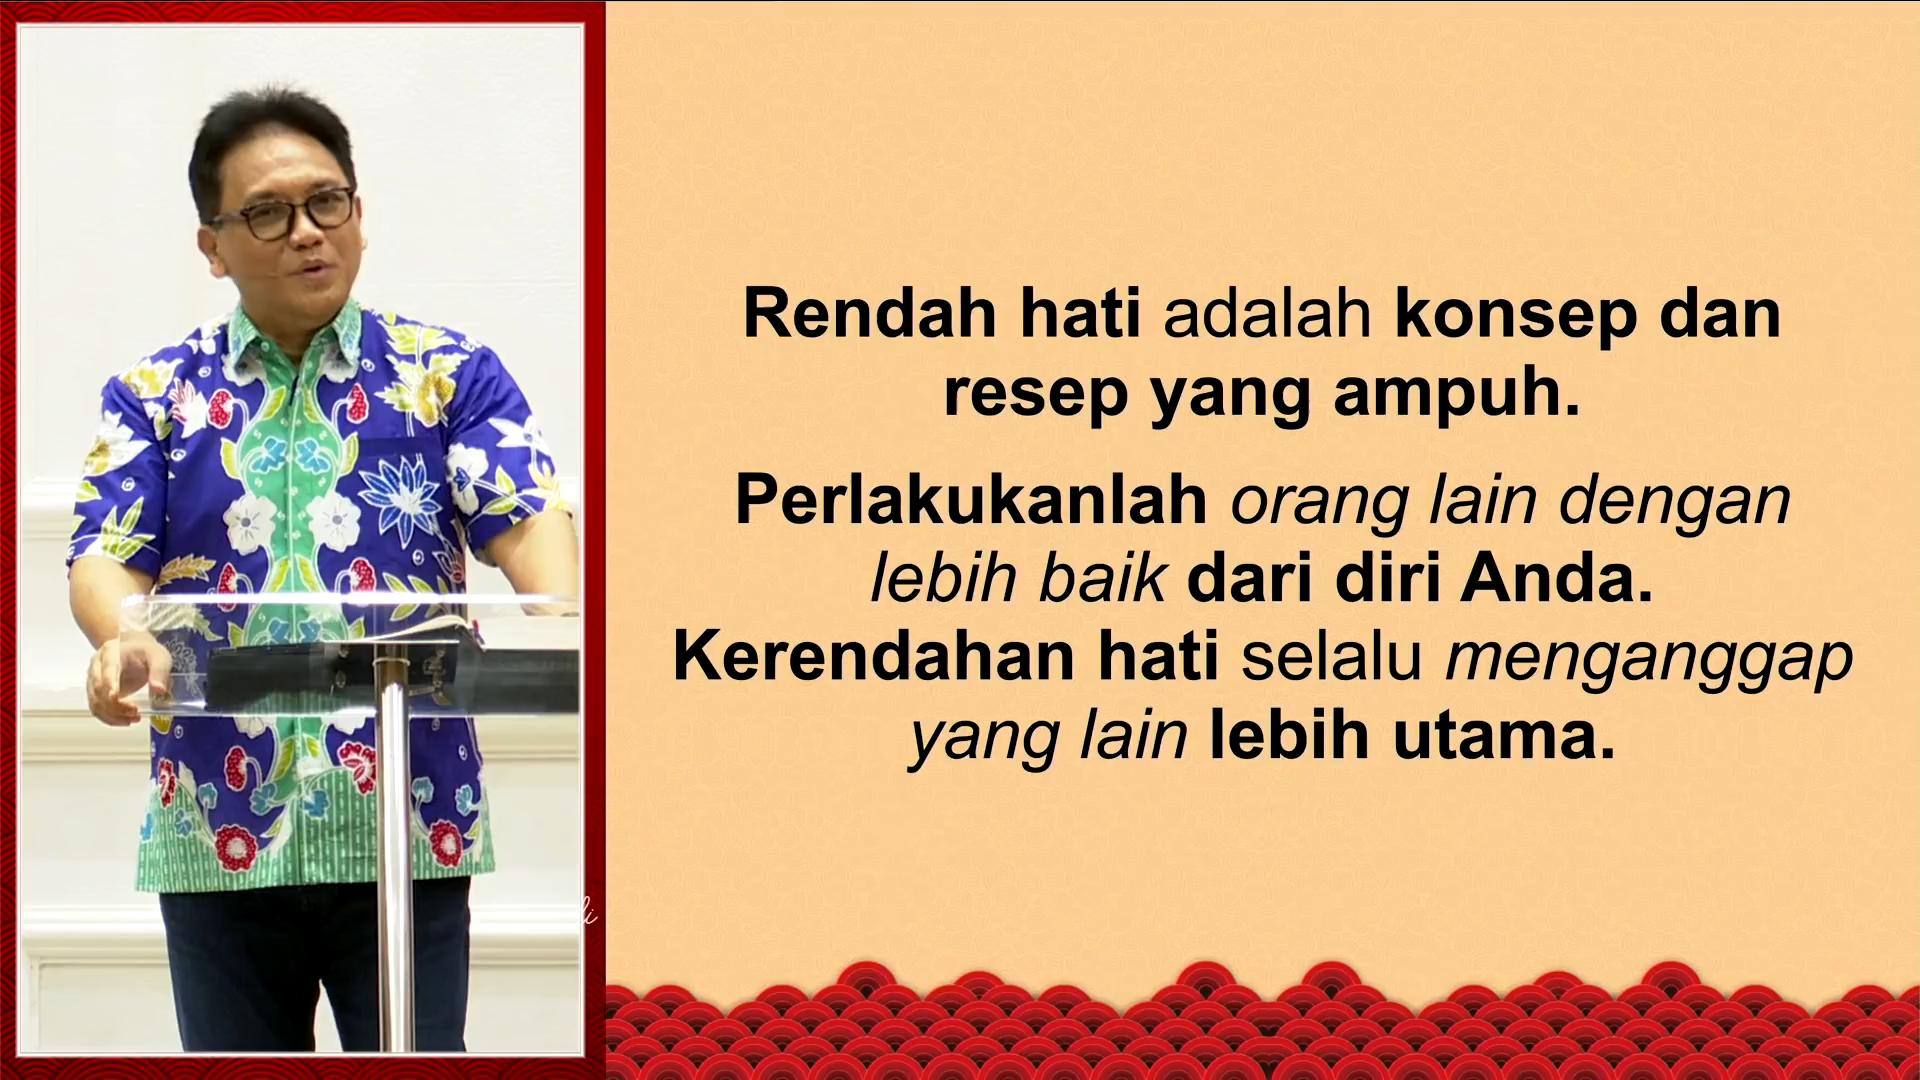 Rendah hati adalah konsep dan
resep yang ampuh.
Perlakukanlah orang lain dengan
lebih baik dari diri Anda.
Kerendahan hati selalu menganggap
yang lain lebih utama.